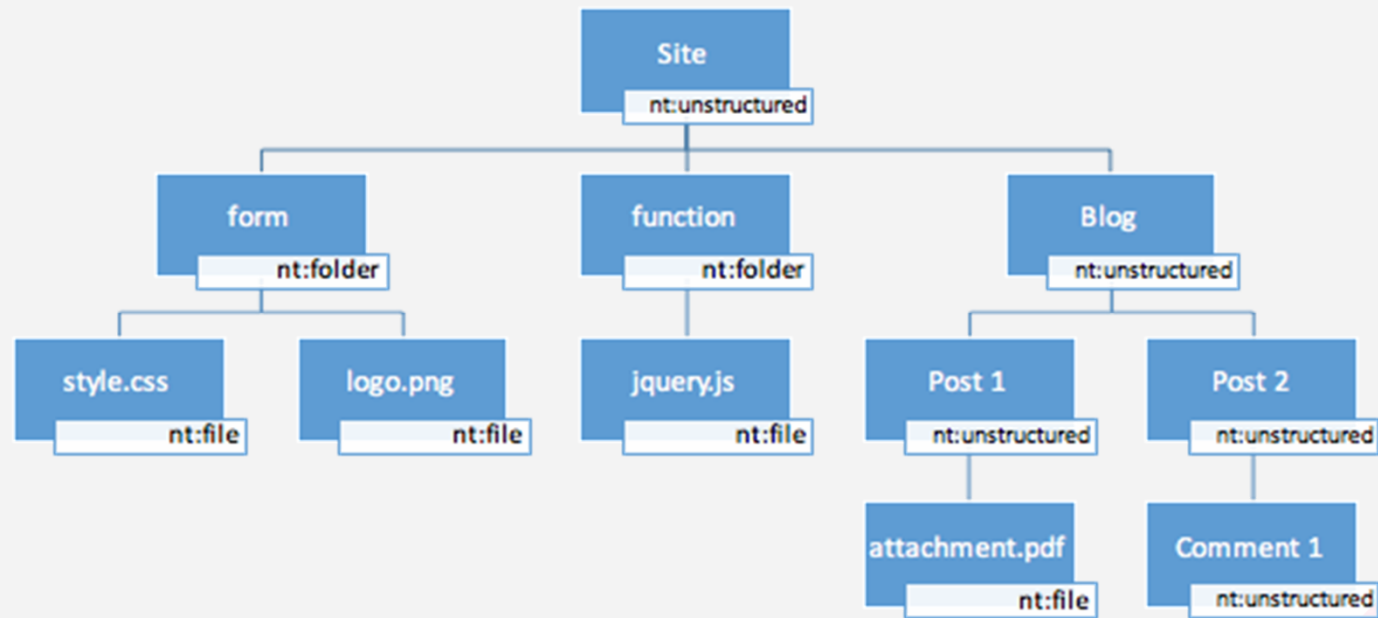 Site
nt:unstructured
form
nt:folder
function
nt:folder
Blog
nt:unstructured
style.css
nt:file
logo.png
nt:file
jquery.js
nt:file
Post 1
nt:unstructured
Post 2
nt:unstructured
attachment.pdf
nt:file
Comment 1
nt:unstructured